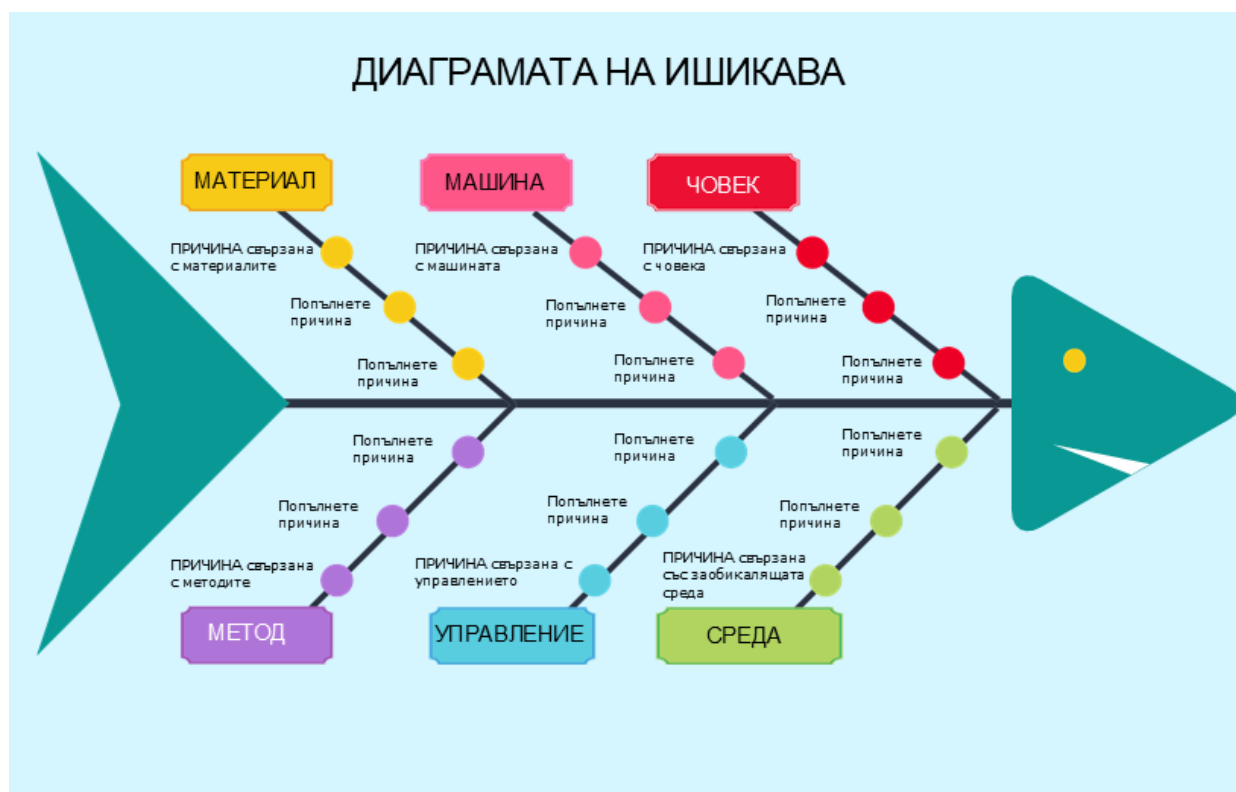 ДИАГРАМАТА НА ИШИКАВА
МАТЕРИАЛ
МАШИНА
ЧОВЕК
ПРИЧИНА свързана
с материалите
ПРИЧИНА свързана
с машината
ПРИЧИНА свързана
с човека
Попълнете
причина
Попълнете
причина
Попълнете
причина
Попълнете
причина
Попълнете
причина
Попълнете
причина
Попълнете
причина
Попълнете
причина
Попълнете
причина
Попълнете
причина
Попълнете
причина
Попълнете
причина
ПРИЧИНА свързана
с методите
ПРИЧИНА свързана с
управлението
ПРИЧИНА свързана
със заобикалящата
среда
МЕТОД
УПРАВЛЕНИЕ
СРЕДА